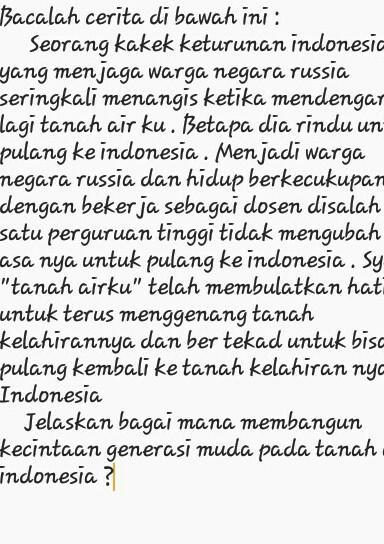 Bacalah cerita di bawah ini :
Seorang kakek keturunan indonesia
yang menjaga warga negara russia
seringkali menangis ketika mendengar
lagi tanah air ku . Betapa dia rindu un
pulang ke indonesia . Menjadi warga
negara russia dan hidup berkecukupan
dengan bekerja sebagai dosen disalah
satu perguruan tinggi tidak mengubah
asa nya untuk pulang ke indonesia . Sy
"tanah airku" telah membulatkan hati
untuk terus menggenang tanah
kelahirannya dan ber tekad untuk bisa
pulang kembali ke tanah kelahiran nya
Indonesia
Jelaskan bagai mana membangun
kecintaan generasi muda pada tanah
indonesia ?